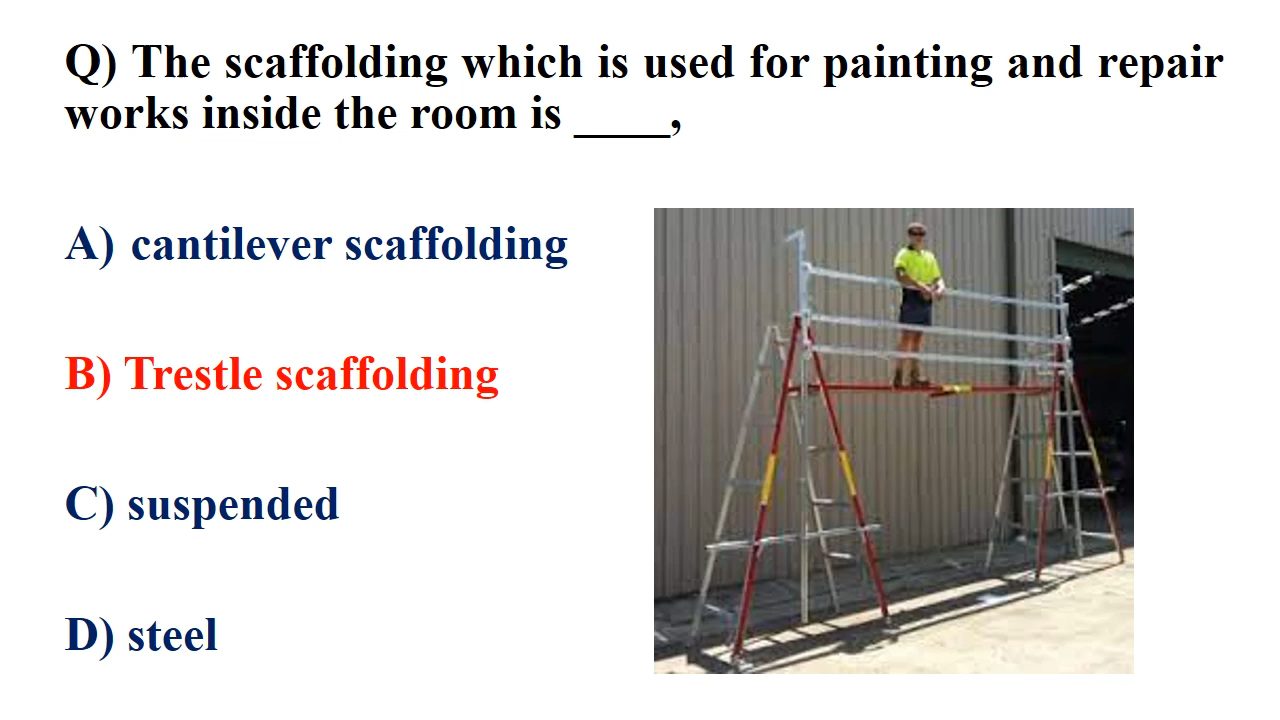 Q) The scaffolding which is used for painting and repair
works inside the room is ____,
A) cantilever scaffolding
B) Trestle scaffolding
C) suspended
D) steel